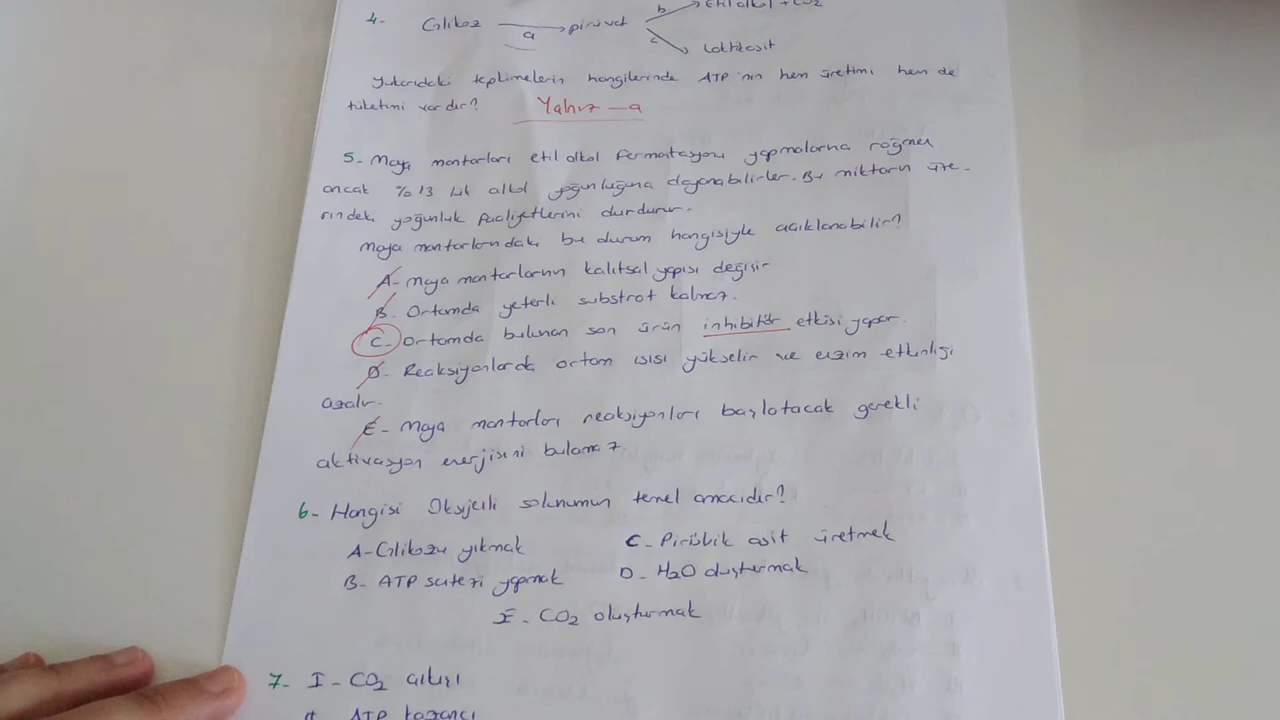 b → etil alkol + CO2
4- Glikoz → a → pirüvat
c → Laktikasit
Yukarıdaki tepkimelerin hangilerinde ATP'nin hem üretimi hem de
tüketimi vardır? Yalnız-a
5- Maya mantarları etil alkol fermantasyonu yapmalarına rağmen
ancak %13 lük alkol yoğunluğuna dayanabilirler. Bu miktarın üze-
rindeki yoğunluk faaliyetlerini durdurur.
Maya mantarlarındaki bu durum hangisiyle açıklanabilir?
A- Maya mantarlarının kalıtsal yapısı değişir
B- Ortamda yeterli substrat kalmaz.
C- Ortamda bulunan son ürün inhibitör etkisi yapar.
D- Reaksiyonlarda ortam ısısı yükselir ve enzim etkinliği
azalır.
E- Maya mantarları reaksiyonları başlatacak gerekli
aktivasyon enerjisini bulamaz.
6- Hangisi Oksijenli solunumun temel amacıdır?
A- Glikozu yıkmak C- Pirüvik asit üretmek
B- ATP sentezi yapmak D- H2O oluşturmak
E- CO2 oluşturmak
7- I- CO2 çıkışı
II- ATP kazancı